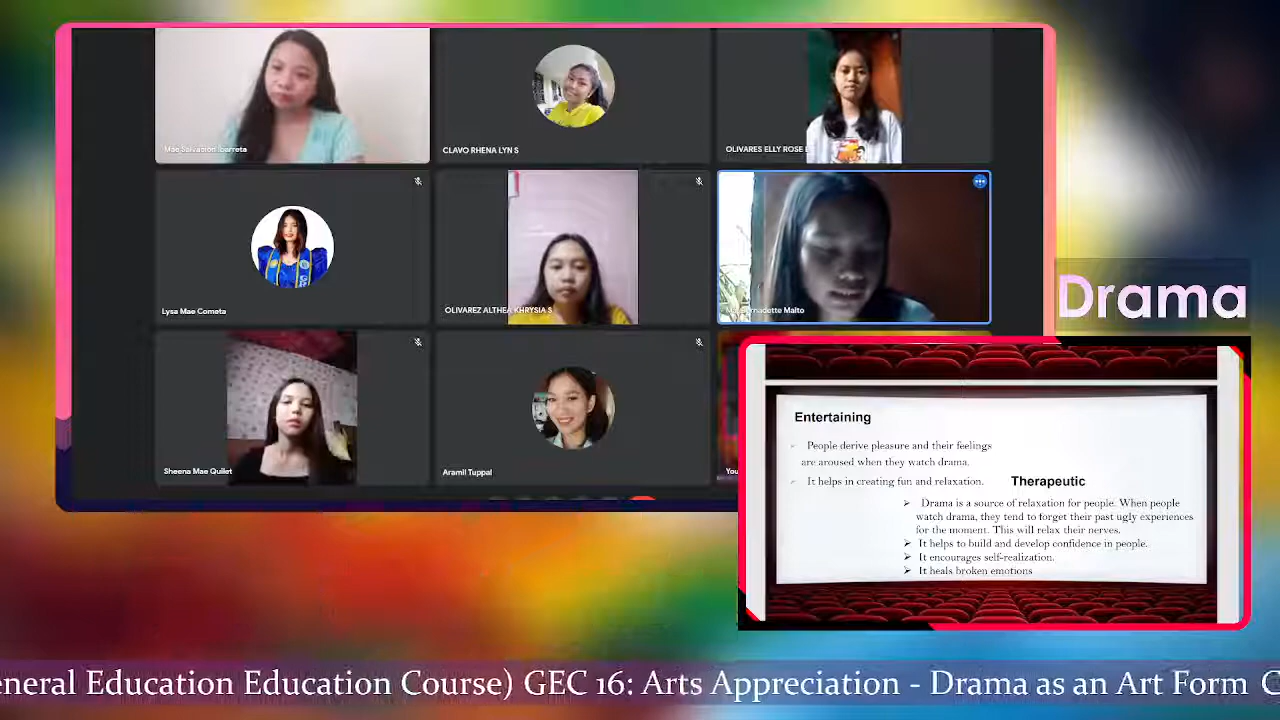 Mae Salvacion Ibarreta
CLAVO RHENA LYN S
OLIVARES ELLY ROSE
Lysa Mae Cometa
OLIVAREZ ALTHEA KHRYSIA S
Bernadette Malto
Sheena Mae Quilet
Aramil Tuppal
You
Drama
Entertaining
People derive pleasure and their feelings
are aroused when they watch drama.
It helps in creating fun and relaxation.
Therapeutic
➢ Drama is a source of relaxation for people. When people
watch drama, they tend to forget their past ugly experiences
for the moment. This will relax their nerves.
➢ It helps to build and develop confidence in people.
➢ It encourages self-realization.
➢ It heals broken emotions
eneral Education Education Course) GEC 16: Arts Appreciation - Drama as an Art Form C